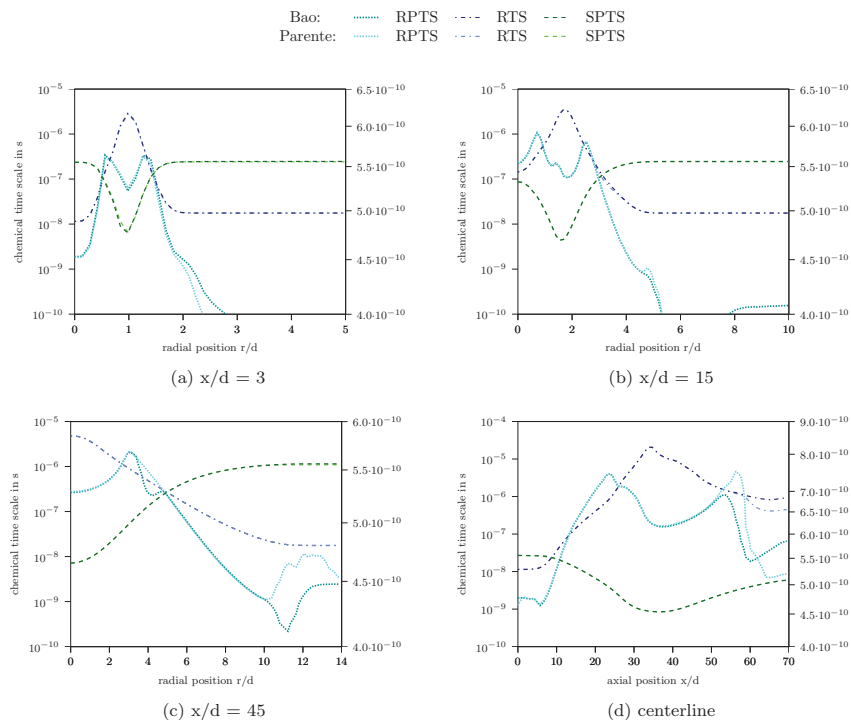 Bao: RPTS RTS SPTS
Parente: RPTS RTS SPTS
chemical time scale in s
10⁻⁵
10⁻⁶
10⁻⁷
10⁻⁸
10⁻⁹
10⁻¹⁰
6.5·10⁻¹⁰
6.0·10⁻¹⁰
5.5·10⁻¹⁰
5.0·10⁻¹⁰
4.5·10⁻¹⁰
4.0·10⁻¹⁰
0 1 2 3 4 5
radial position r/d
(a) x/d = 3
chemical time scale in s
10⁻⁵
10⁻⁶
10⁻⁷
10⁻⁸
10⁻⁹
10⁻¹⁰
6.5·10⁻¹⁰
6.0·10⁻¹⁰
5.5·10⁻¹⁰
5.0·10⁻¹⁰
4.5·10⁻¹⁰
4.0·10⁻¹⁰
0 2 4 6 8 10
radial position r/d
(b) x/d = 15
chemical time scale in s
10⁻⁵
10⁻⁶
10⁻⁷
10⁻⁸
10⁻⁹
10⁻¹⁰
6.0·10⁻¹⁰
5.5·10⁻¹⁰
5.0·10⁻¹⁰
4.5·10⁻¹⁰
4.0·10⁻¹⁰
0 2 4 6 8 10 12 14
radial position r/d
(c) x/d = 45
chemical time scale in s
10⁻⁴
10⁻⁵
10⁻⁶
10⁻⁷
10⁻⁸
10⁻⁹
10⁻¹⁰
9.0·10⁻¹⁰
8.0·10⁻¹⁰
7.0·10⁻¹⁰
6.5·10⁻¹⁰
6.0·10⁻¹⁰
5.5·10⁻¹⁰
5.0·10⁻¹⁰
4.5·10⁻¹⁰
4.0·10⁻¹⁰
0 10 20 30 40 50 60 70
axial position x/d
(d) centerline